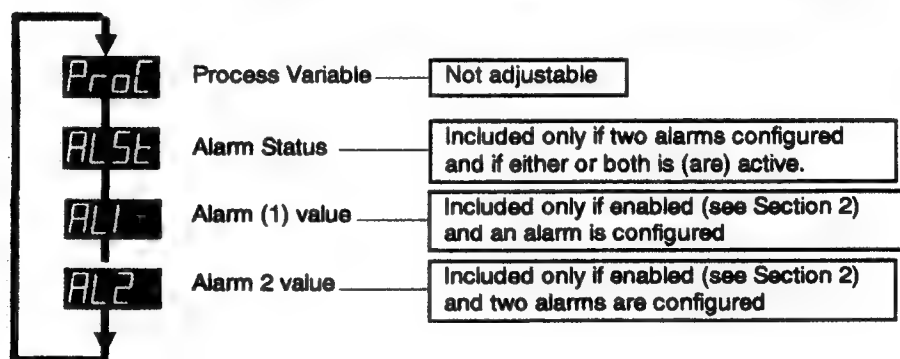 ProC Process Variable Not adjustable
ALSt Alarm Status Included only if two alarms configured
and if either or both is (are) active.
AL1 Alarm (1) value Included only if enabled (see Section 2)
and an alarm is configured
AL2 Alarm 2 value Included only if enabled (see Section 2)
and two alarms are configured